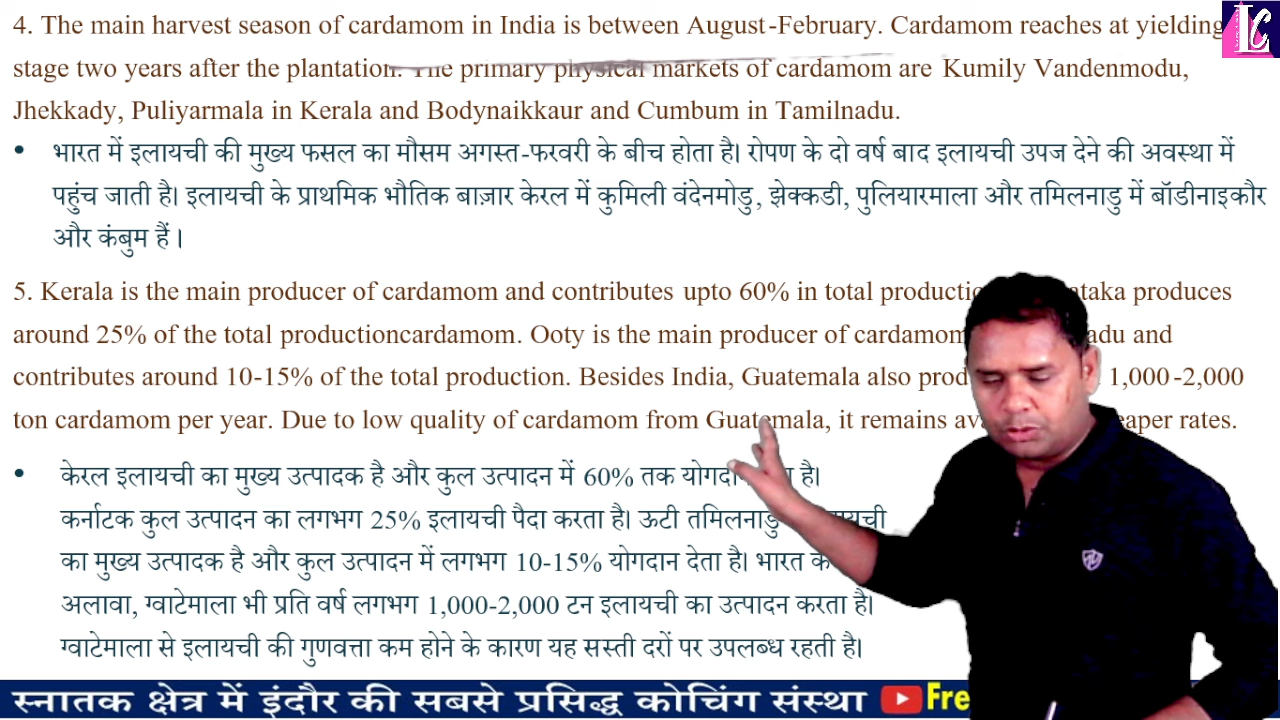 4. The main harvest season of cardamom in India is between August-February. Cardamom reaches at yielding
stage two years after the plantation. The primary physical markets of cardamom are Kumily Vandenmodu,
Jhekkady, Puliyarmala in Kerala and Bodynaikkaur and Cumbum in Tamilnadu.
• भारत में इलायची की मुख्य फसल का मौसम अगस्त-फरवरी के बीच होता है। रोपण के दो वर्ष बाद इलायची उपज देने की अवस्था में
पहुंच जाती है। इलायची के प्राथमिक भौतिक बाज़ार केरल में कुमिली वंदेनमोडु, झेक्कडी, पुलियारमाला और तमिलनाडु में बॉडीनाइकौर
और कंबुम हैं ।
5. Kerala is the main producer of cardamom and contributes upto 60% in total producti ataka produces
around 25% of the total productioncardamom. Ooty is the main producer of cardamom adu and
contributes around 10-15% of the total production. Besides India, Guatemala also prod 1,000-2,000
ton cardamom per year. Due to low quality of cardamom from Guatemala, it remains av eaper rates.
• केरल इलायची का मुख्य उत्पादक है और कुल उत्पादन में 60% तक योगदा है।
कर्नाटक कुल उत्पादन का लगभग 25% इलायची पैदा करता है। ऊटी तमिलनाडु यची
का मुख्य उत्पादक है और कुल उत्पादन में लगभग 10-15% योगदान देता है। भारत के
अलावा, ग्वाटेमाला भी प्रति वर्ष लगभग 1,000-2,000 टन इलायची का उत्पादन करता है।
ग्वाटेमाला से इलायची की गुणवत्ता कम होने के कारण यह सस्ती दरों पर उपलब्ध रहती है।
स्नातक क्षेत्र में इंदौर की सबसे प्रसिद्ध कोचिंग संस्था Fre
LC